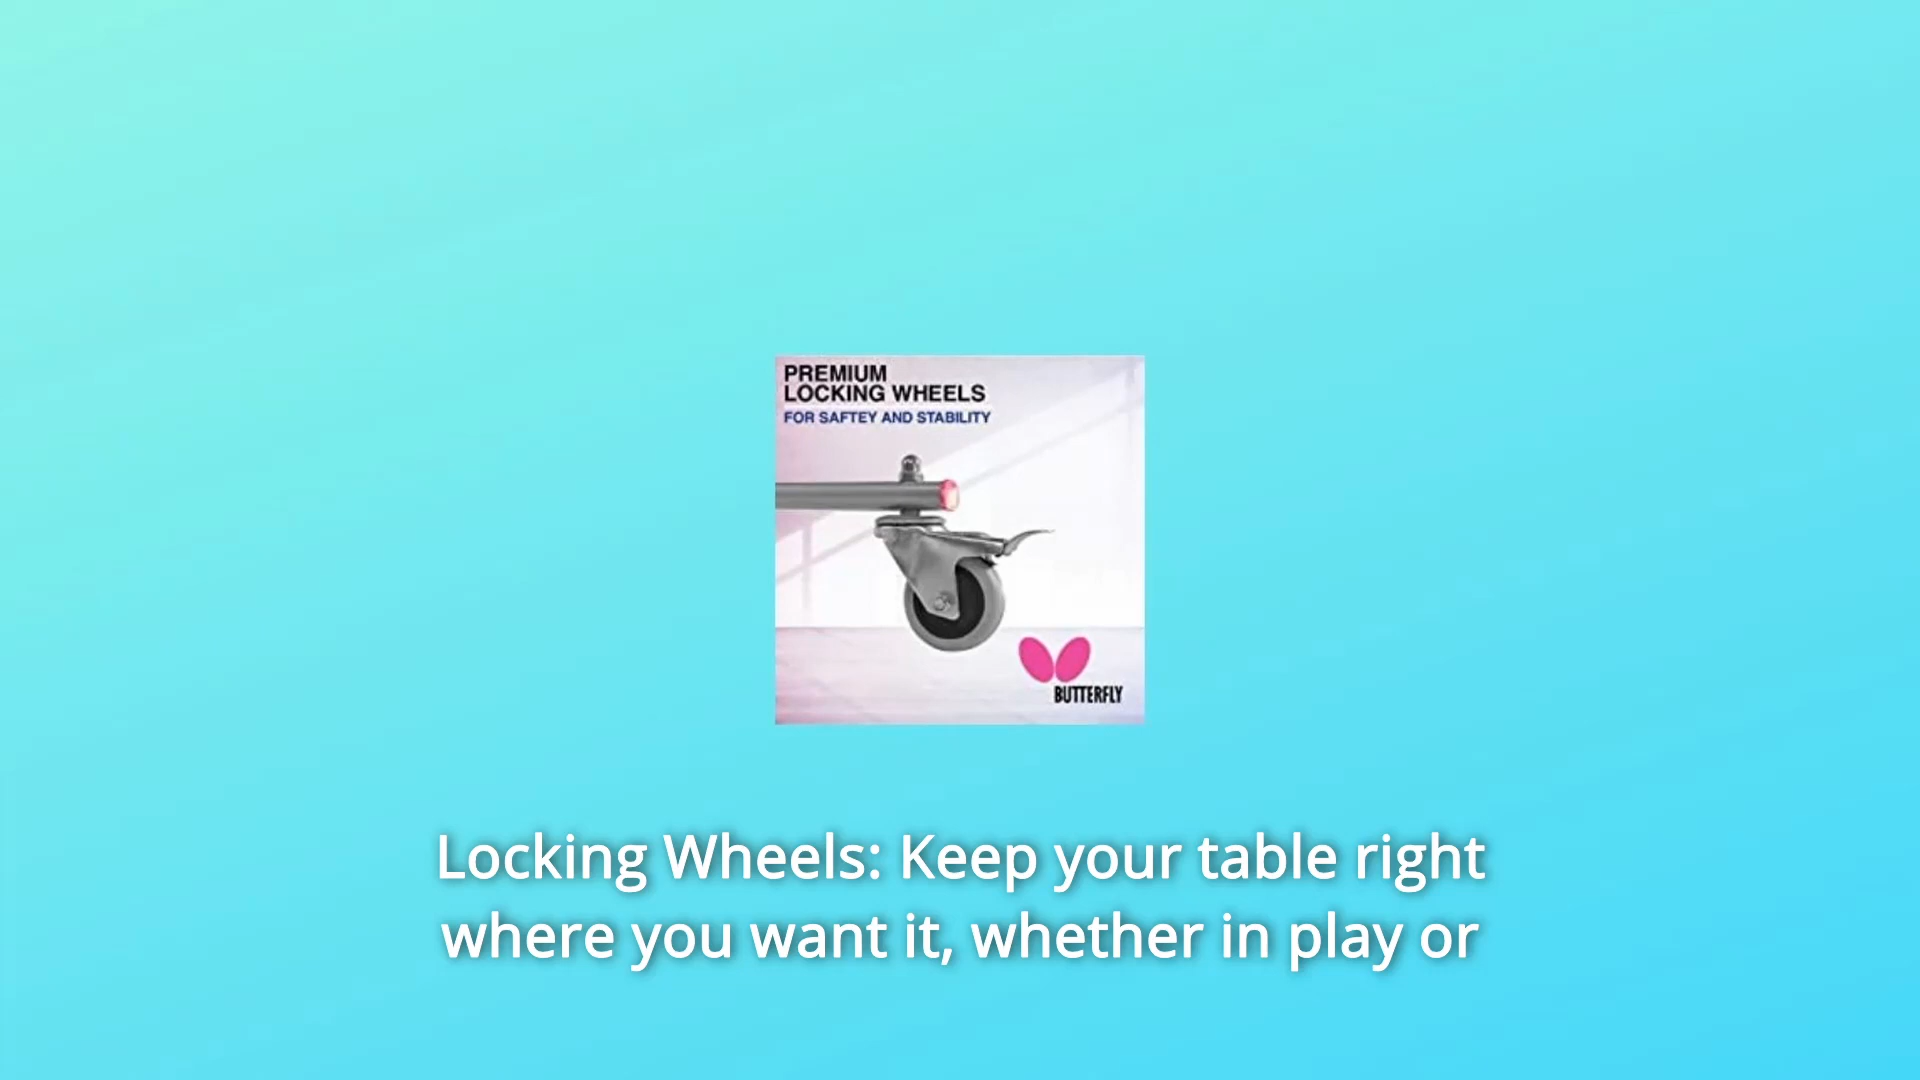 PREMIUM
LOCKING WHEELS
FOR SAFTEY AND STABILITY
BUTTERFLY
Locking Wheels: Keep your table right
where you want it, whether in play or